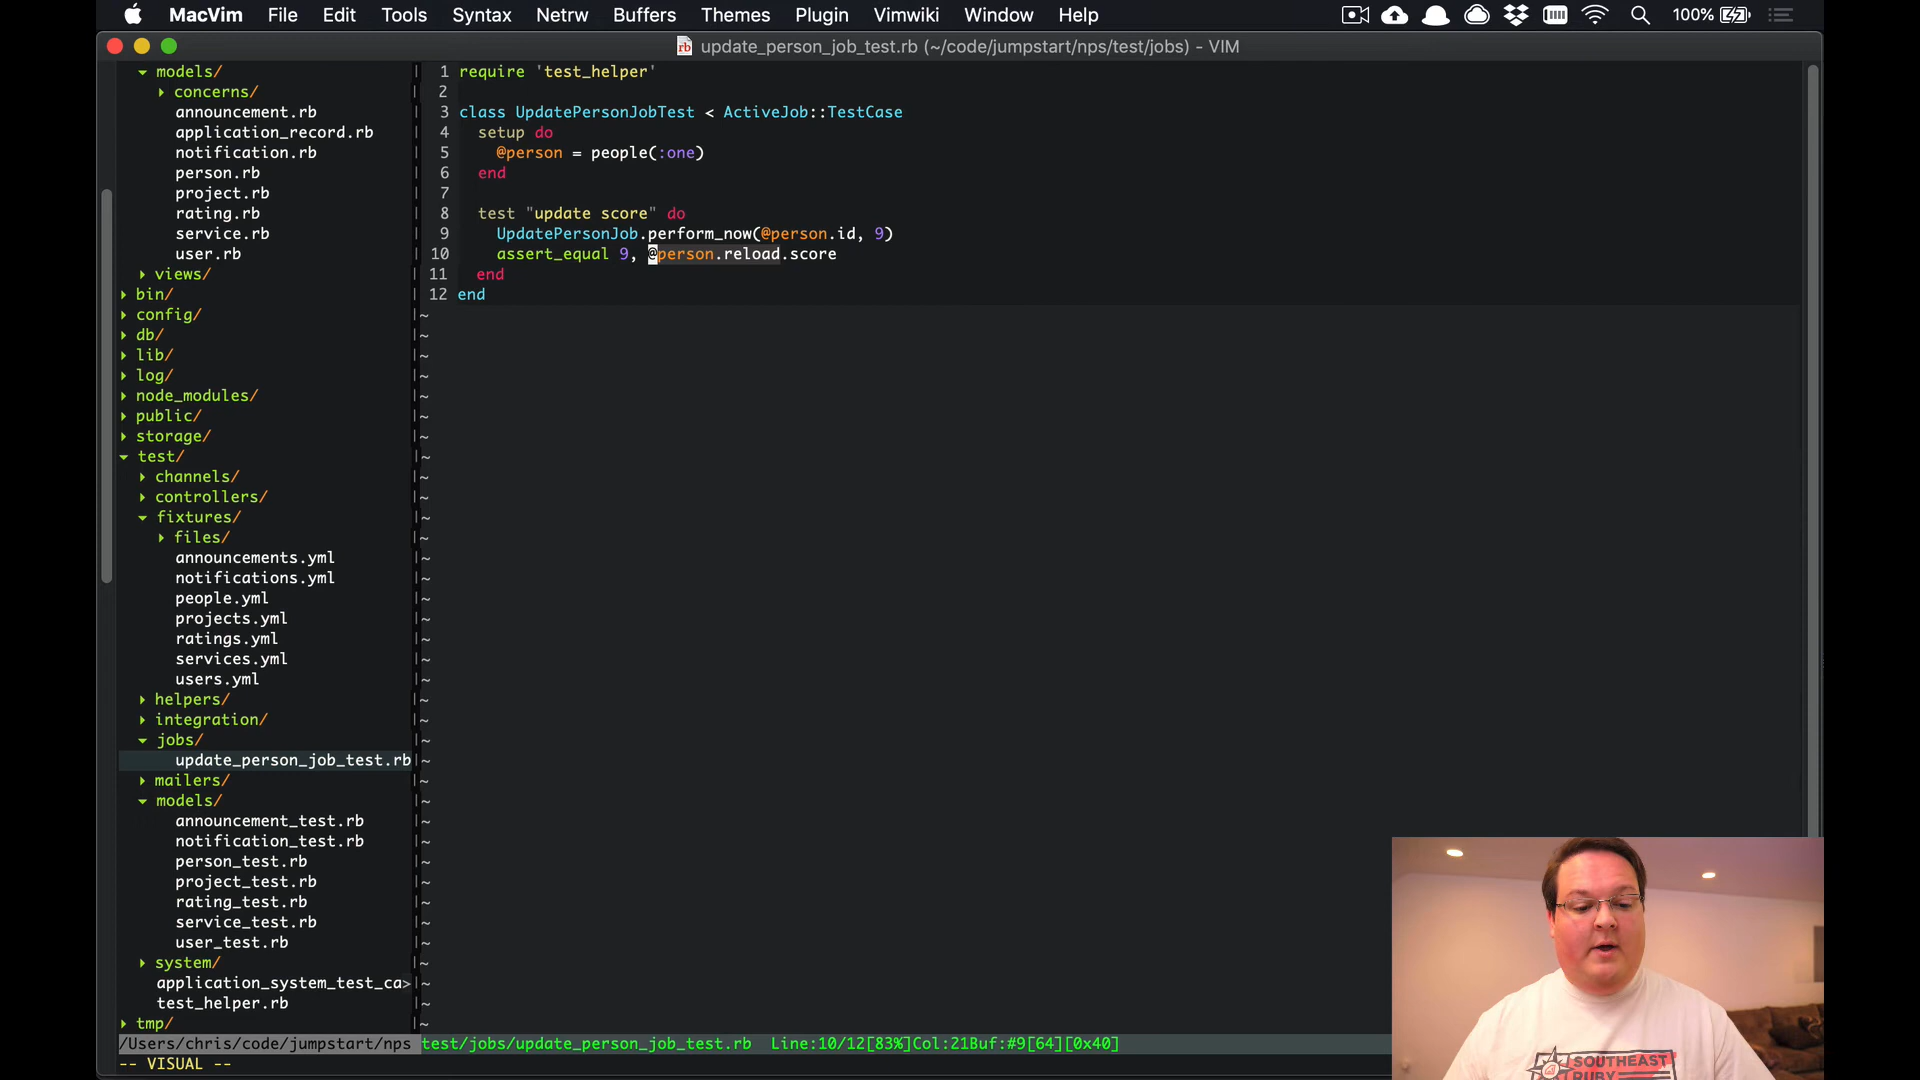 MacVim File Edit Tools Syntax Netrw Buffers Themes Plugin Vimwiki Window Help 100%
rb update_person_job_test.rb (~/code/jumpstart/nps/test/jobs) - VIM
models/
concerns/
announcement.rb
application_record.rb
notification.rb
person.rb
project.rb
rating.rb
service.rb
user.rb
views/
bin/
config/
db/
lib/
log/
node_modules/
public/
storage/
test/
channels/
controllers/
fixtures/
files/
announcements.yml
notifications.yml
people.yml
projects.yml
ratings.yml
services.yml
users.yml
helpers/
integration/
jobs/
update_person_job_test.rb
mailers/
models/
announcement_test.rb
notification_test.rb
person_test.rb
project_test.rb
rating_test.rb
service_test.rb
user_test.rb
system/
application_system_test_ca>
test_helper.rb
tmp/
1 require 'test_helper'
2
3 class UpdatePersonJobTest < ActiveJob::TestCase
4 setup do
5 @person = people(:one)
6 end
7
8 test "update score" do
9 UpdatePersonJob.perform_now(@person.id, 9)
10 assert_equal 9, @person.reload.score
11 end
12 end
/Users/chris/code/jumpstart/nps test/jobs/update_person_job_test.rb Line:10/12[83%]Col:21Buf:#9[64][0x40]
-- VISUAL --
SOUTHEAST
RUBY